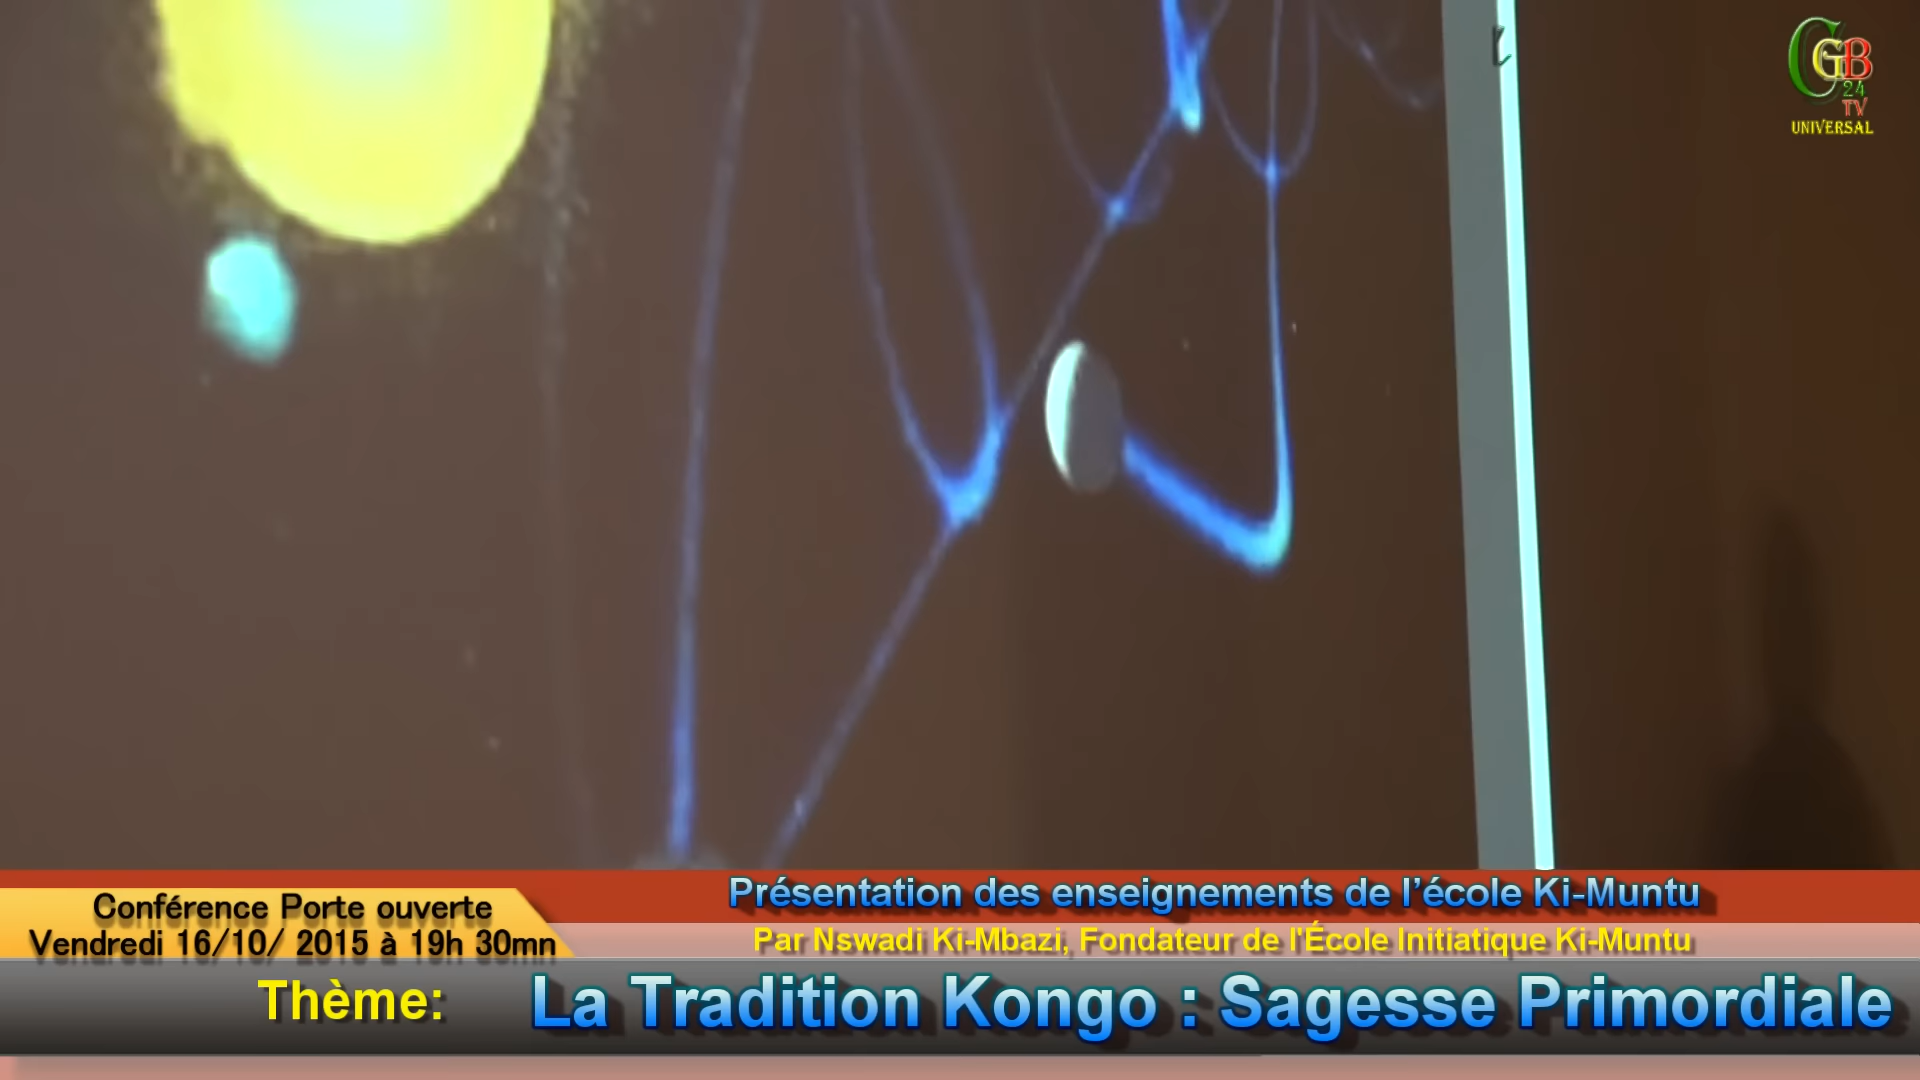 CGB
24
TV
UNIVERSAL
Présentation des enseignements de l’école Ki-Muntu
Conférence Porte ouverte
Vendredi 16/10/ 2015 à 19h 30mn
Par Nswadi Ki-Mbazi, Fondateur de l'École Initiatique Ki-Muntu
Thème: La Tradition Kongo : Sagesse Primordiale